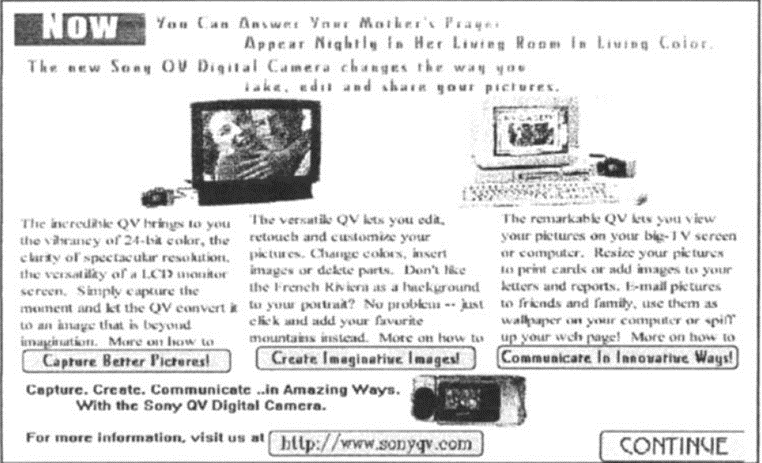 Now
You Can Answer Your Mother's Prayer
Appear Nightly In Her Living Room In Living Color.
The new Sony QV Digital Camera changes the way you
take, edit and share your pictures.
The incredible QV brings to you
the vibrancy of 24-bit color, the
clarity of spectacular resolution,
the versatility of a LCD monitor
screen. Simply capture the
moment and let the QV convert it
to an image that is beyond
imagination. More on how to
Capture Better Pictures!
The versatile QV lets you edit,
retouch and customize your
pictures. Change colors, insert
images or delete parts. Don't like
the French Riviera as a background
to your portrait? No problem -- just
click and add your favorite
mountains instead. More on how to
Create Imaginative Images!
The remarkable QV lets you view
your pictures on your big-TV screen
or computer. Resize your pictures
to print cards or add images to your
letters and reports. E-mail pictures
to friends and family, use them as
wallpaper on your computer or spiff
up your web page! More on how to
Communicate In Innovative Ways!
Capture. Create. Communicate ..in Amazing Ways.
With the Sony QV Digital Camera.
For more information, visit us at http://www.sonyqv.com
CONTINUE